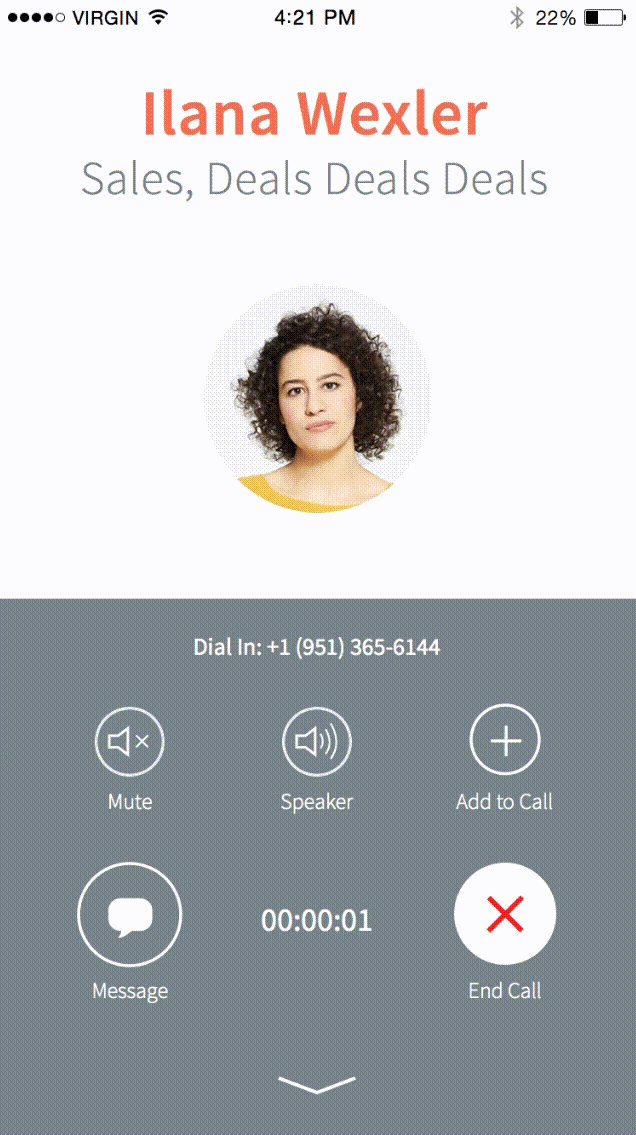 VIRGIN 4:21 PM 22%
Ilana Wexler
Sales, Deals Deals Deals
Dial In: +1 (951) 365-6144
Mute Speaker Add to Call
00:00:01
Message End Call